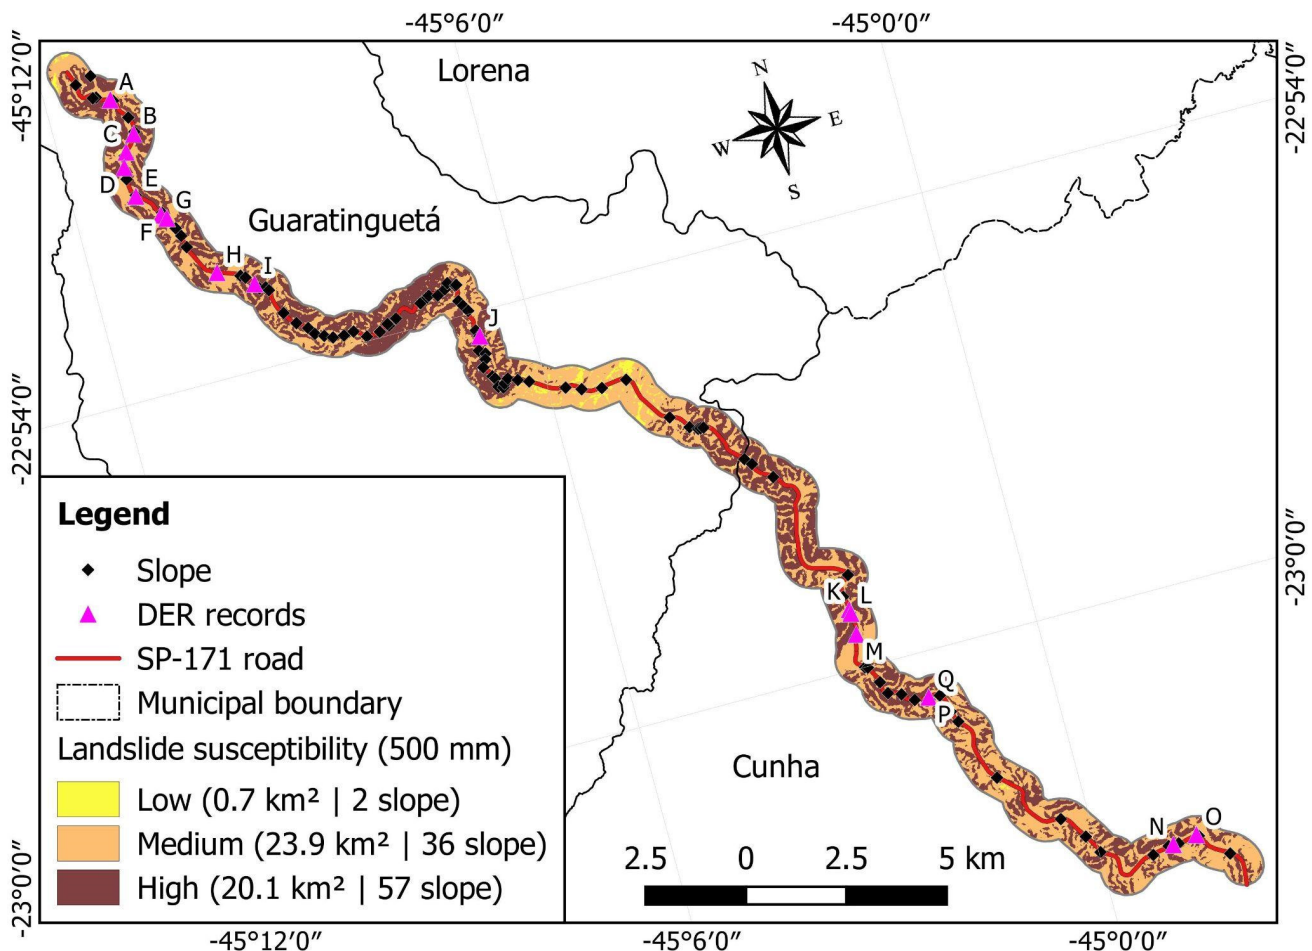 -45°6′0″
-45°0′0″
-45°12′0″
-22°54′0″
Lorena
N
E
W
S
A
B
C
D
E
F
G
Guaratinguetá
H
I
J
-22°54′0″
-23°0′0″
Legend
Slope
DER records
SP-171 road
Municipal boundary
Landslide susceptibility (500 mm)
Low (0.7 km² | 2 slope)
Medium (23.9 km² | 36 slope)
High (20.1 km² | 57 slope)
K
L
M
Q
P
Cunha
N
O
2.5 0 2.5 5 km
-23°0′0″
-45°12′0″
-45°6′0″
-45°0′0″